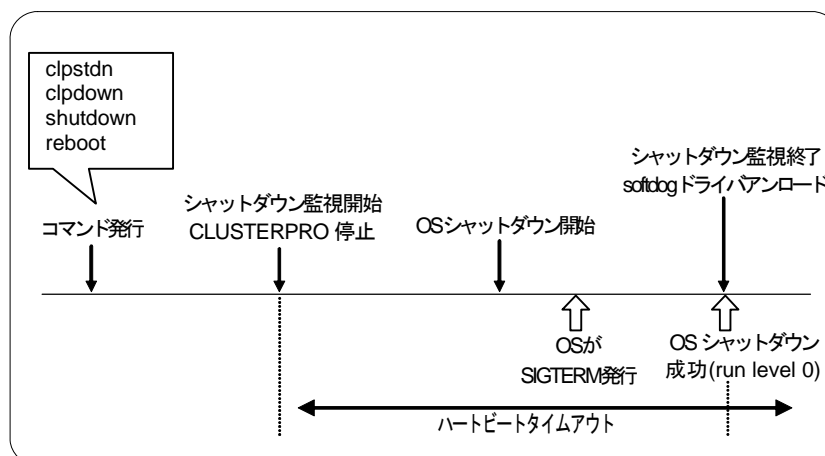 clpstdn
clpdown
shutdown
reboot
コマンド発行
シャットダウン監視開始
CLUSTERPRO 停止
OSシャットダウン開始
シャットダウン監視終了
softdogドライバアンロード
OSが
SIGTERM発行
OS シャットダウン
成功(run level 0)
ハートビートタイムアウト